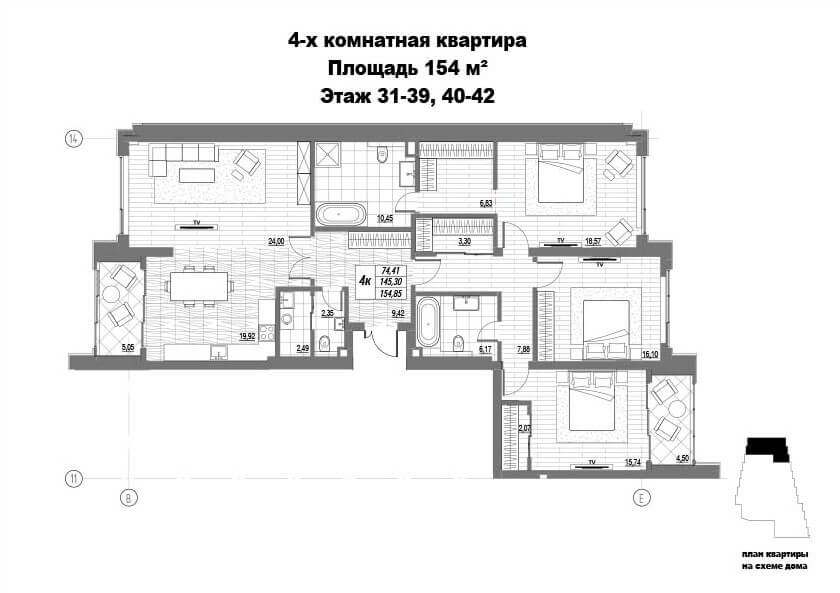 4-х комнатная квартира
Площадь 154 м²
Этаж 31-39, 40-42
14
TV
24,00
10,45
6,83
3,30
TV
18,57
4к
74,41
145,30
154,85
9,42
TV
5,05
19,92
2,49
2,35
6,17
7,88
16,10
2,07
TV
15,74
4,50
11
В
Е
план квартиры
на схеме дома